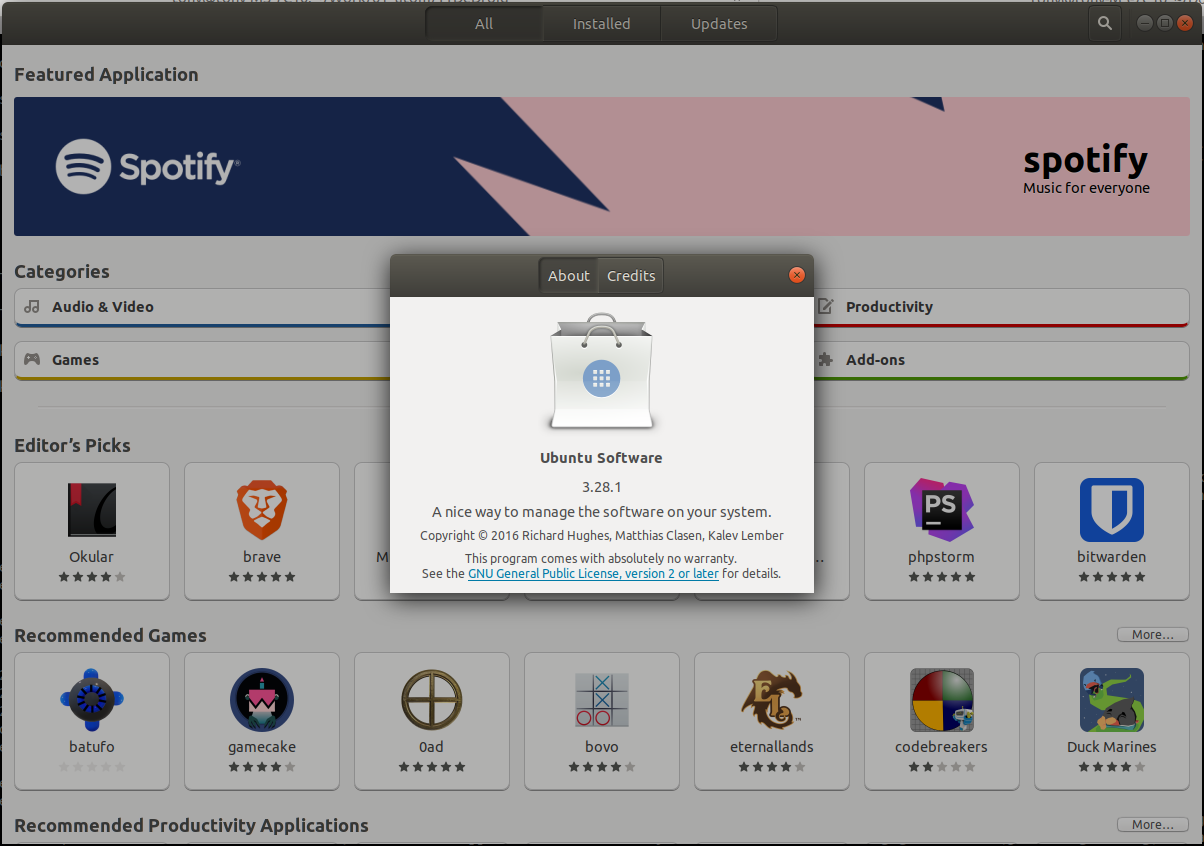 All
Installed
Updates
Featured Application
Spotify®
spotify
Music for everyone
Categories
Audio & Video
Productivity
Games
Add-ons
About
Credits
Ubuntu Software
3.28.1
A nice way to manage the software on your system.
Copyright © 2016 Richard Hughes, Matthias Clasen, Kalev Lember
This program comes with absolutely no warranty.
See the GNU General Public License, version 2 or later for details.
Editor’s Picks
Okular
brave
PS
phpstorm
bitwarden
Recommended Games
More…
batufo
gamecake
0ad
bovo
eternallands
codebreakers
Duck Marines
Recommended Productivity Applications
More…